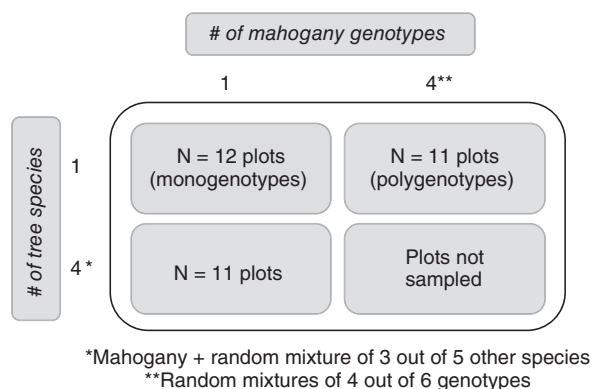 # of mahogany genotypes
1 4**
# of tree species
1
N = 12 plots
(monogenotypes)
N = 11 plots
(polygenotypes)
4 *
N = 11 plots
Plots not
sampled
*Mahogany + random mixture of 3 out of 5 other species
**Random mixtures of 4 out of 6 genotypes